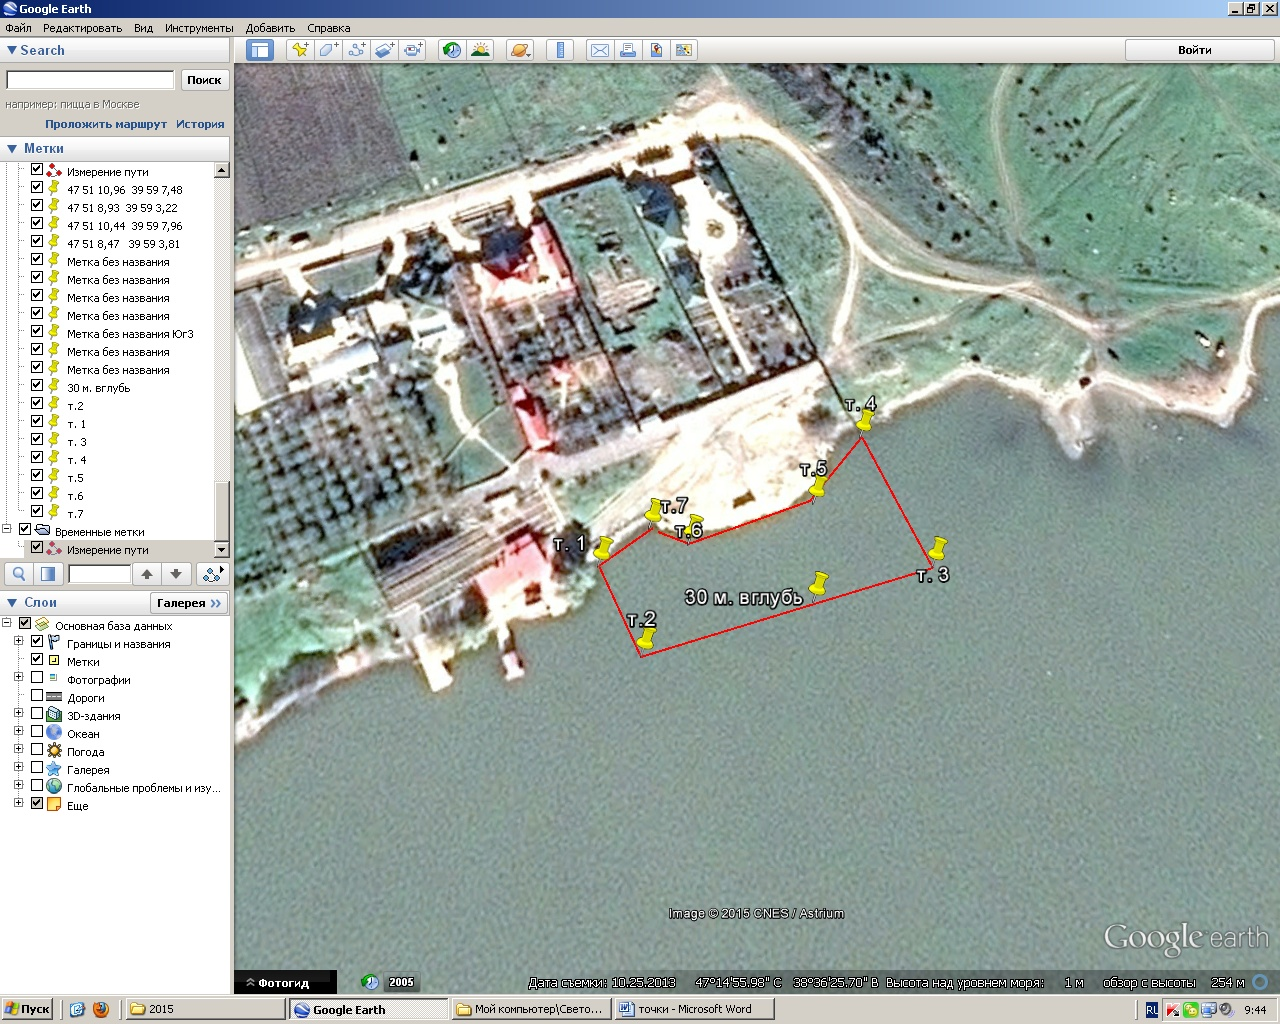 Google Earth
Файл Редактировать Вид Инструменты Добавить Справка
Search
Войти
Поиск
например: пицца в Москве
Проложить маршрут История
Метки
Измерение пути
47 51 10,96 39 59 7,48
47 51 8,93 39 59 3,22
47 51 10,44 39 59 7,96
47 51 8,47 39 59 3,81
Метка без названия
Метка без названия
Метка без названия
Метка без названия
Метка без названия Юг3
Метка без названия
Метка без названия
30 м. вглубь
т.2
т. 1
т. 3
т. 4
т.5
т.6
т.7
Временные метки
Измерение пути
Слои
Галерея »
Основная база данных
Границы и названия
Метки
Фотографии
Дороги
3D-здания
Океан
Погода
Галерея
Глобальные проблемы и изу...
Еще
т. 4
т.5
т.7
т.6
т. 1
т. 3
30 м. вглубь
т.2
Image © 2015 CNES / Astrium
Google earth
Фотогид
2005
Дата съемки: 10.25.2013 47°14'55.98" С 38°36'25.70" В Высота над уровнем моря: 1 м обзор с высоты 254 м
Пуск
2015
Google Earth
Мой компьютер\Свето...
точки - Microsoft Word
RU
9:44